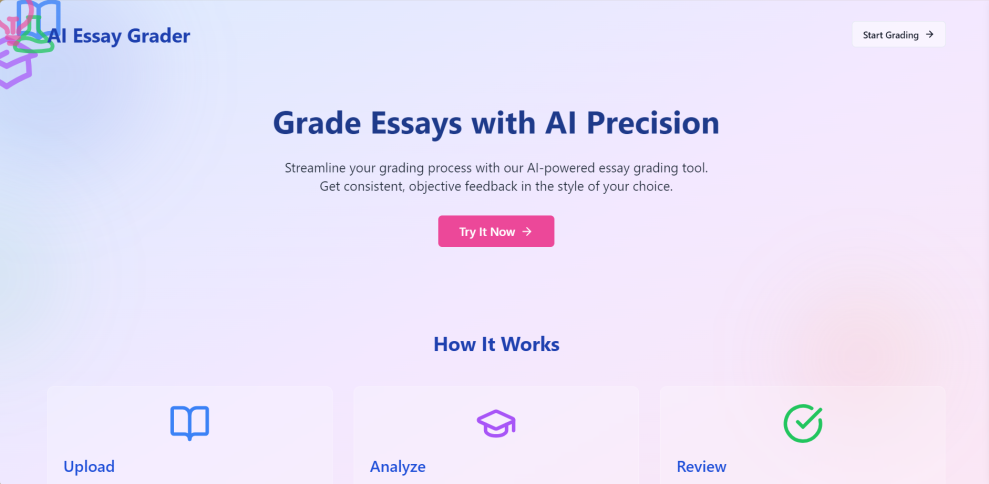 AI Essay Grader
Start Grading →
Grade Essays with AI Precision
Streamline your grading process with our AI-powered essay grading tool.
Get consistent, objective feedback in the style of your choice.
Try It Now →
How It Works
Upload
Analyze
Review